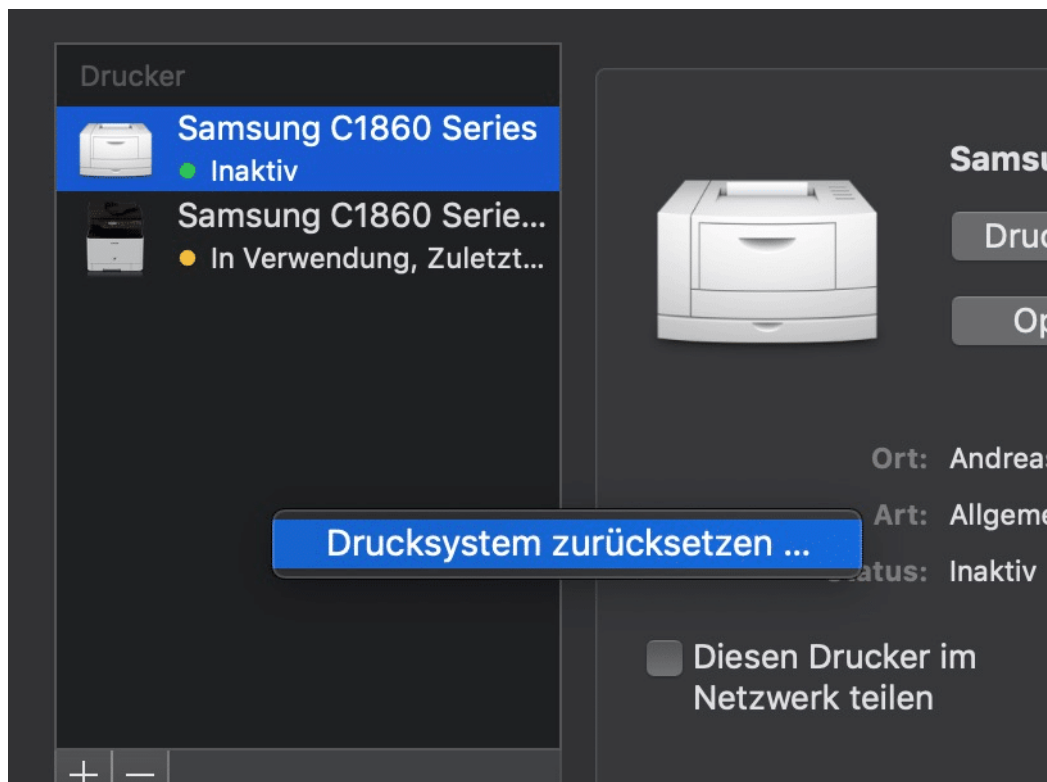 Drucker
Samsung C1860 Series
Inaktiv
Samsung C1860 Serie...
In Verwendung, Zuletzt...
Drucksystem zurücksetzen ...
Samsu
Druc
Op
Ort: Andreas
Art: Allgeme
Status: Inaktiv
Diesen Drucker im
Netzwerk teilen